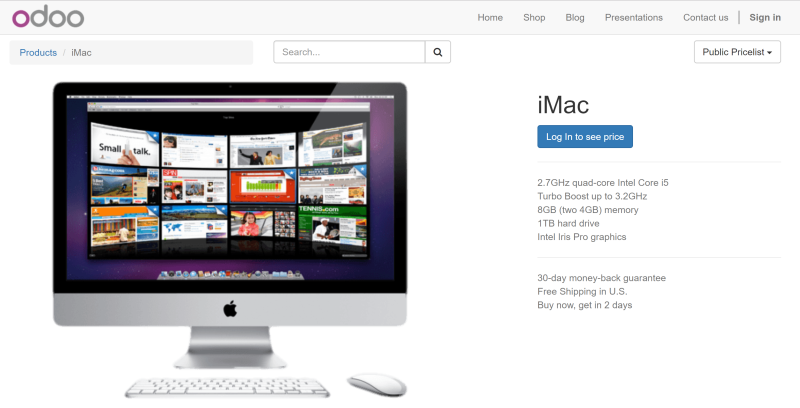 odoo
Home Shop Blog Presentations Contact us Sign in
Products / iMac
Search...
Public Pricelist
iMac
Log In to see price
2.7GHz quad-core Intel Core i5
Turbo Boost up to 3.2GHz
8GB (two 4GB) memory
1TB hard drive
Intel Iris Pro graphics
30-day money-back guarantee
Free Shipping in U.S.
Buy now, get in 2 days
Small talk.
TENNIS.com